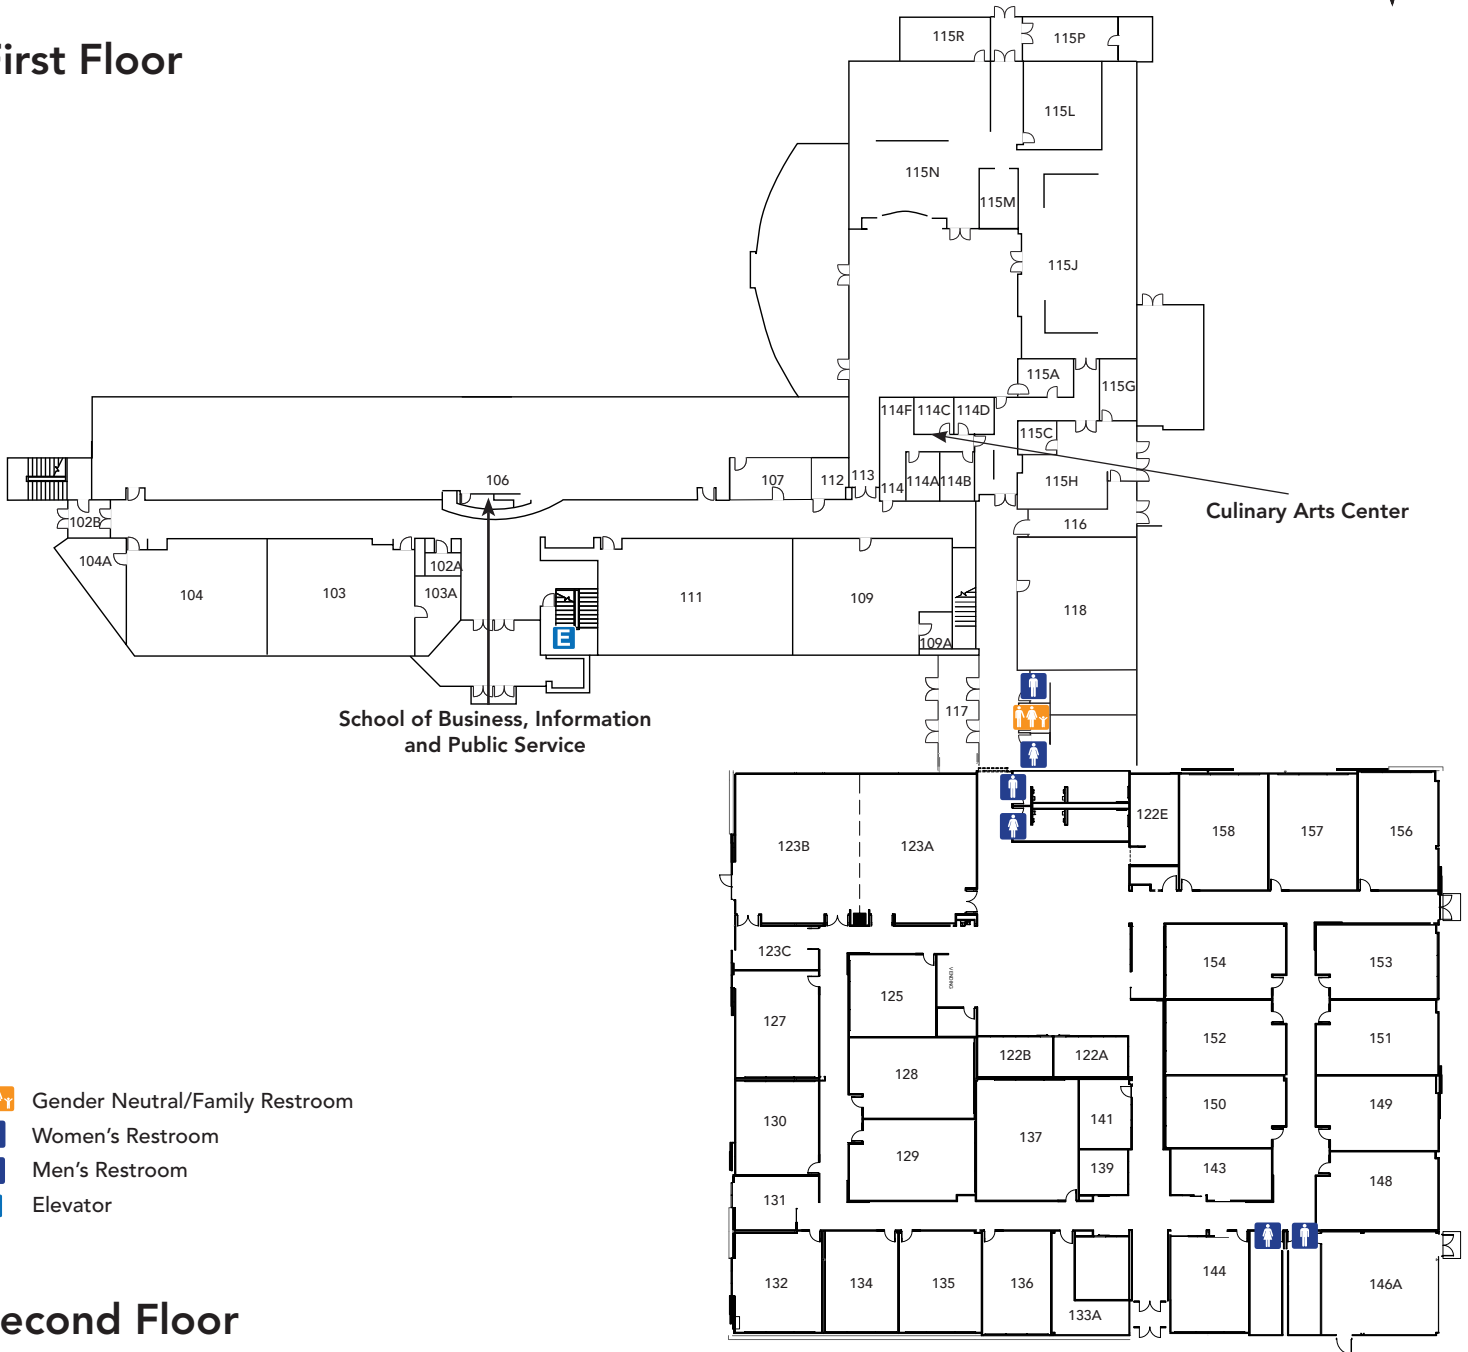 irst Floor
115R
115P
115L
115N
115M
115J
115A
115G
114F
114C
114D
115C
106
107
112
113
114
114A
114B
115H
Culinary Arts Center
102B
116
104A
102A
104
103
103A
111
109
118
E
109A
School of Business, Information
and Public Service
117
123B
123A
122E
158
157
156
123C
154
153
VENDING
125
127
152
151
122B
122A
128
150
149
130
141
137
129
139
143
148
131
132
134
135
136
133A
144
146A
Gender Neutral/Family Restroom
Women's Restroom
Men's Restroom
Elevator
econd Floor